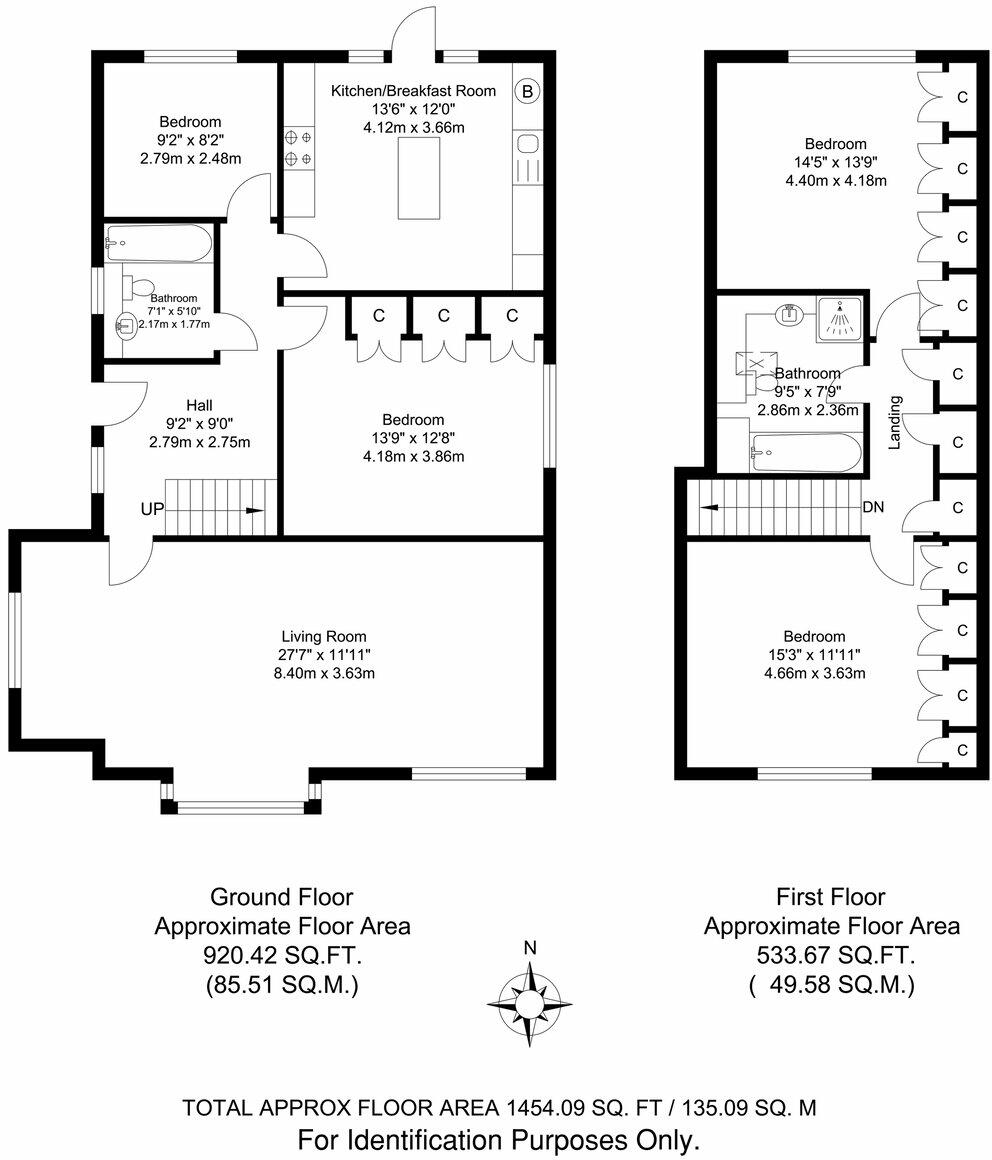 Bedroom
9'2" x 8'2"
2.79m x 2.48m
Kitchen/Breakfast Room
13'6" x 12'0"
4.12m x 3.66m
B
Bathroom
7'1" x 5'10"
2.17m x 1.77m
C
C
C
Hall
9'2" x 9'0"
2.79m x 2.75m
Bedroom
13'9" x 12'8"
4.18m x 3.86m
UP
Living Room
27'7" x 11'11"
8.40m x 3.63m
Bedroom
14'5" x 13'9"
4.40m x 4.18m
C
C
C
C
Bathroom
9'5" x 7'9"
2.86m x 2.36m
Landing
C
C
C
DN
Bedroom
15'3" x 11'11"
4.66m x 3.63m
C
C
C
C
Ground Floor
Approximate Floor Area
920.42 SQ.FT.
(85.51 SQ.M.)
First Floor
Approximate Floor Area
533.67 SQ.FT.
( 49.58 SQ.M.)
N
TOTAL APPROX FLOOR AREA 1454.09 SQ. FT / 135.09 SQ. M
For Identification Purposes Only.